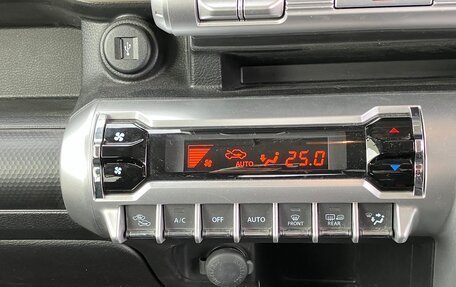 AUTO 25.0
A/C OFF AUTO FRONT REAR